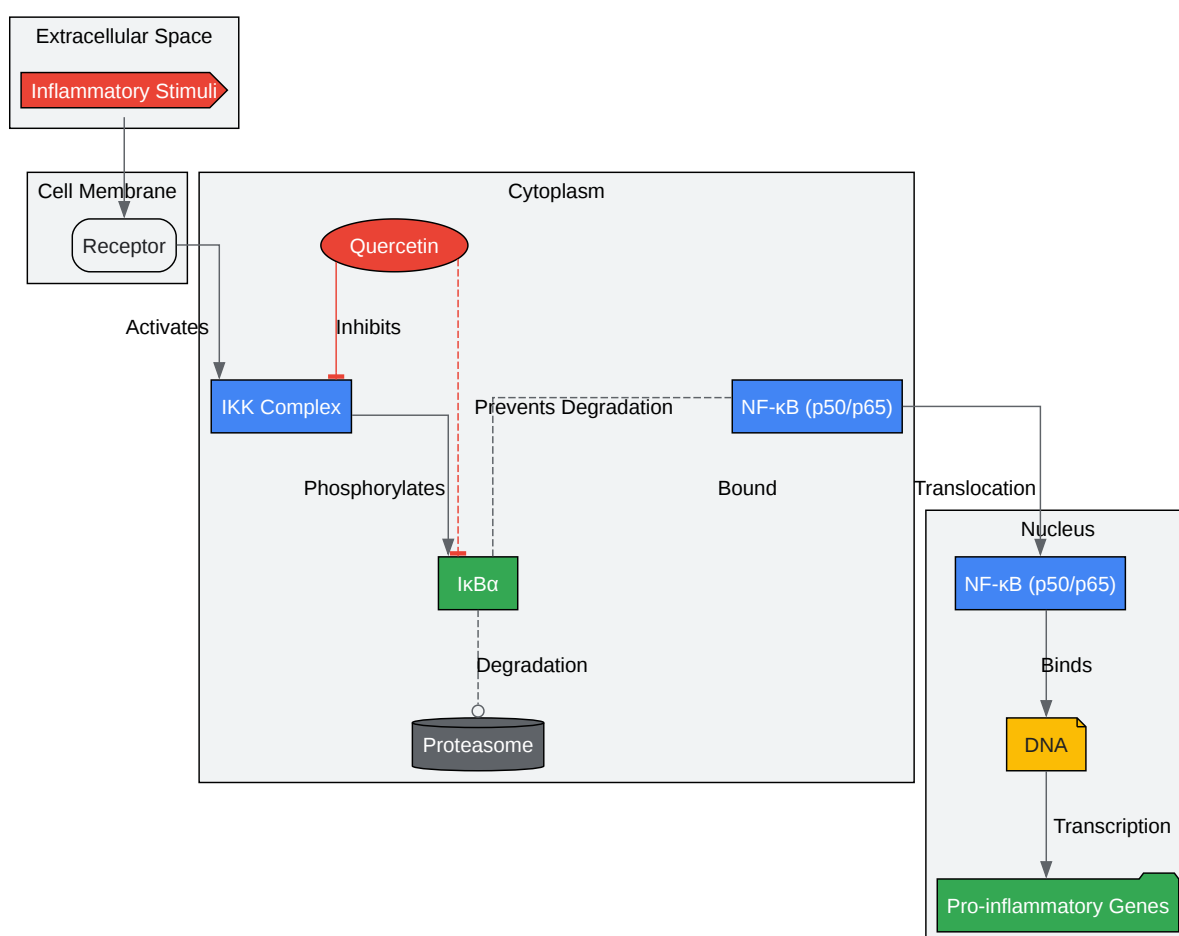 Extracellular Space
Inflammatory Stimuli
Cell Membrane
Cytoplasm
Receptor
Quercetin
Activates
Inhibits
IKK Complex
Prevents Degradation
NF-κB (p50/p65)
Phosphorylates
Bound
Translocation
Nucleus
IκBα
NF-κB (p50/p65)
Degradation
Binds
Proteasome
DNA
Transcription
Pro-inflammatory Genes